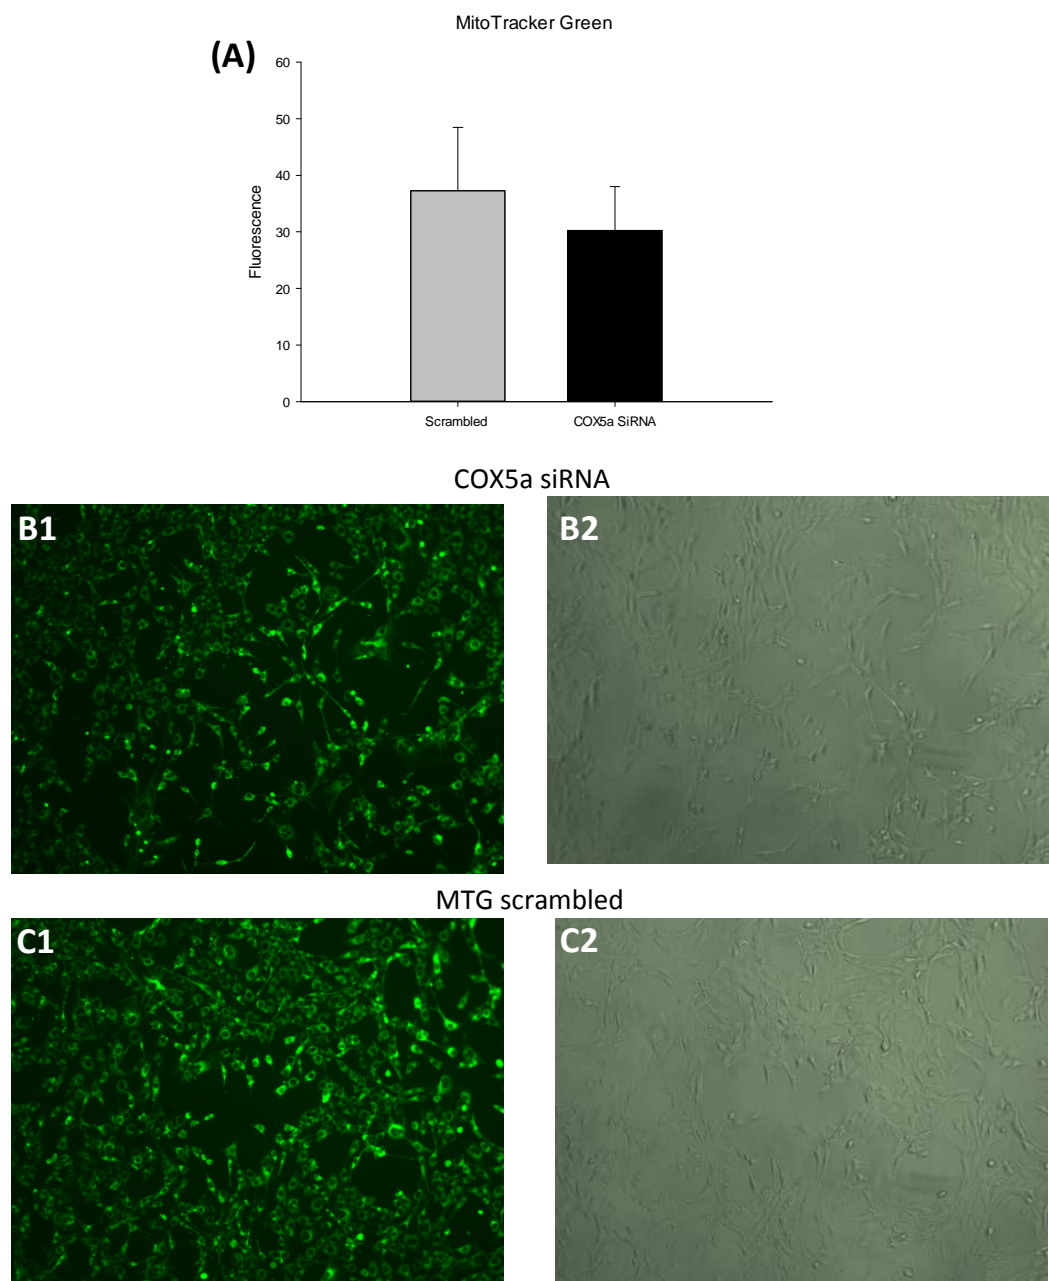 MitoTracker Green
(A)
60
50
40
30
20
10
0
Fluorescence
Scrambled COX5a SiRNA
COX5a siRNA
B1 B2
MTG scrambled
C1 C2